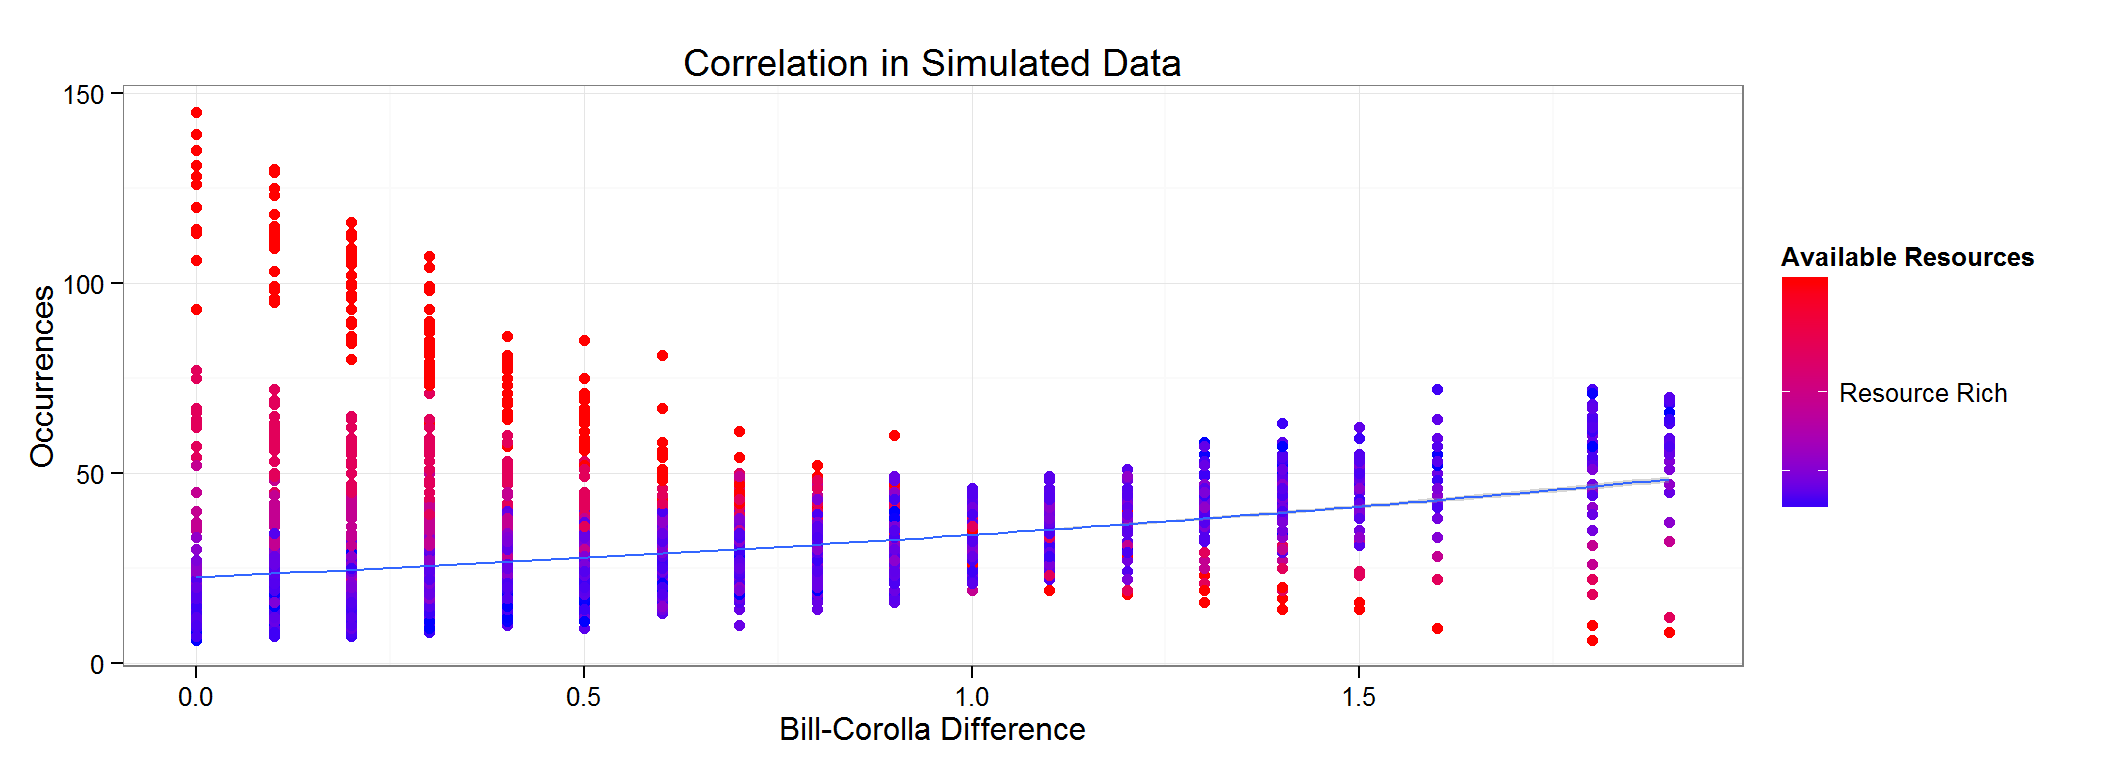 Correlation in Simulated Data
150
100
50
0
Occurrences
0.0 0.5 1.0 1.5
Bill-Corolla Difference
Available Resources
Resource Rich